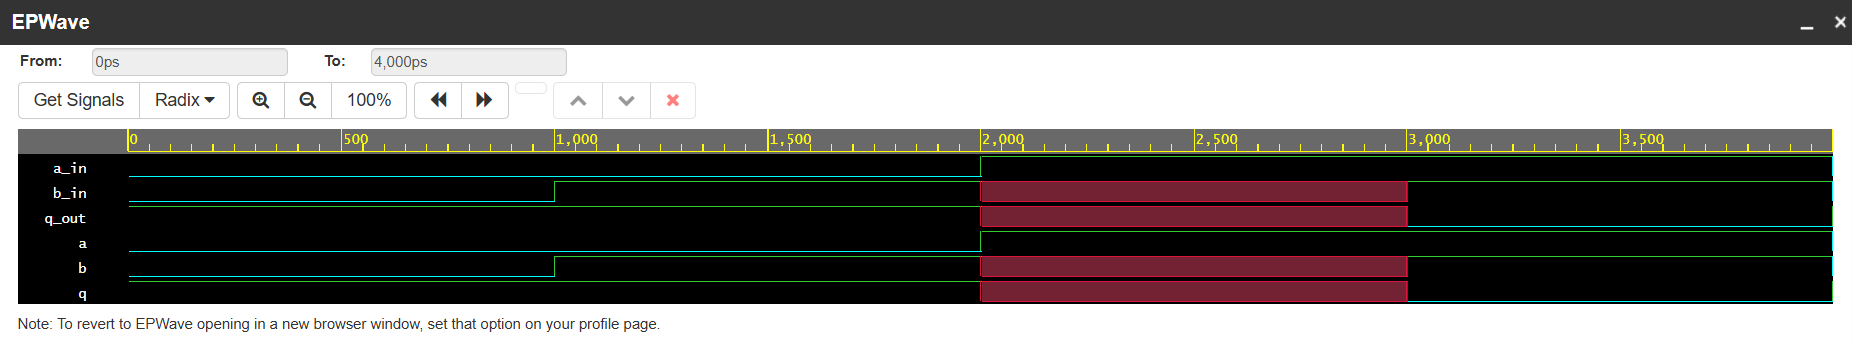 EPWave
From: 0ps To: 4,000ps
Get Signals Radix 100%
0 500 1,000 1,500 2,000 2,500 3,000 3,500
a_in
b_in
q_out
a
b
q
Note: To revert to EPWave opening in a new browser window, set that option on your profile page.